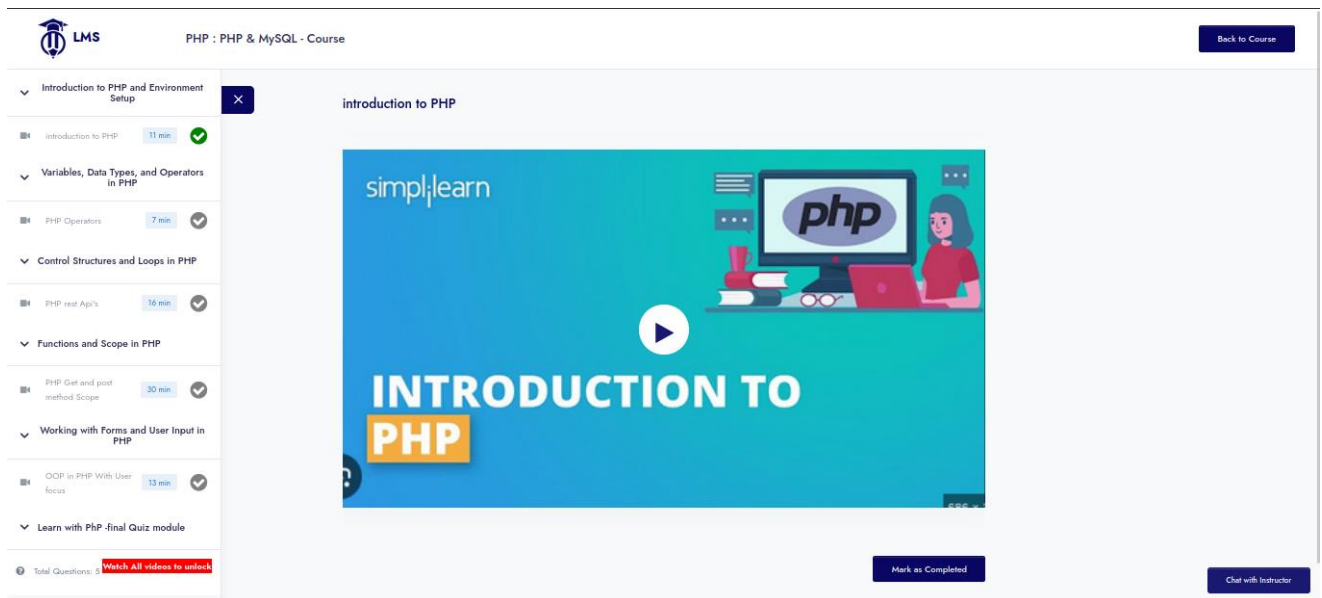 LMS
PHP : PHP & MySQL - Course
Back to Course
Introduction to PHP and Environment
Setup
introduction to PHP 11 min
Variables, Data Types, and Operators
in PHP
PHP Operators 7 min
Control Structures and Loops in PHP
PHP rest Api's 16 min
Functions and Scope in PHP
PHP Get and post
method Scope
30 min
Working with Forms and User Input in
PHP
OOP in PHP With User
focus
13 min
Learn with PhP -final Quiz module
Total Questions: 5 Watch All videos to unlock
introduction to PHP
simplilearn
php
INTRODUCTION TO
PHP
Mark as Completed
Chat with Instructor